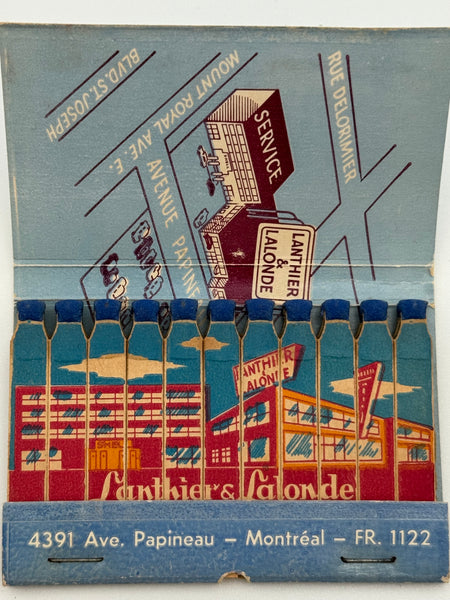 BLVD. ST. JOSEPH
MOUNT ROYAL AVE. E.
AVENUE PAPINE
RUE DELORIMIER
SERVICE
LANTHIER
&
LALONDE
LANTHIER
& LALONDE
Lanthier & Lalonde
4391 Ave. Papineau – Montréal – FR. 1122